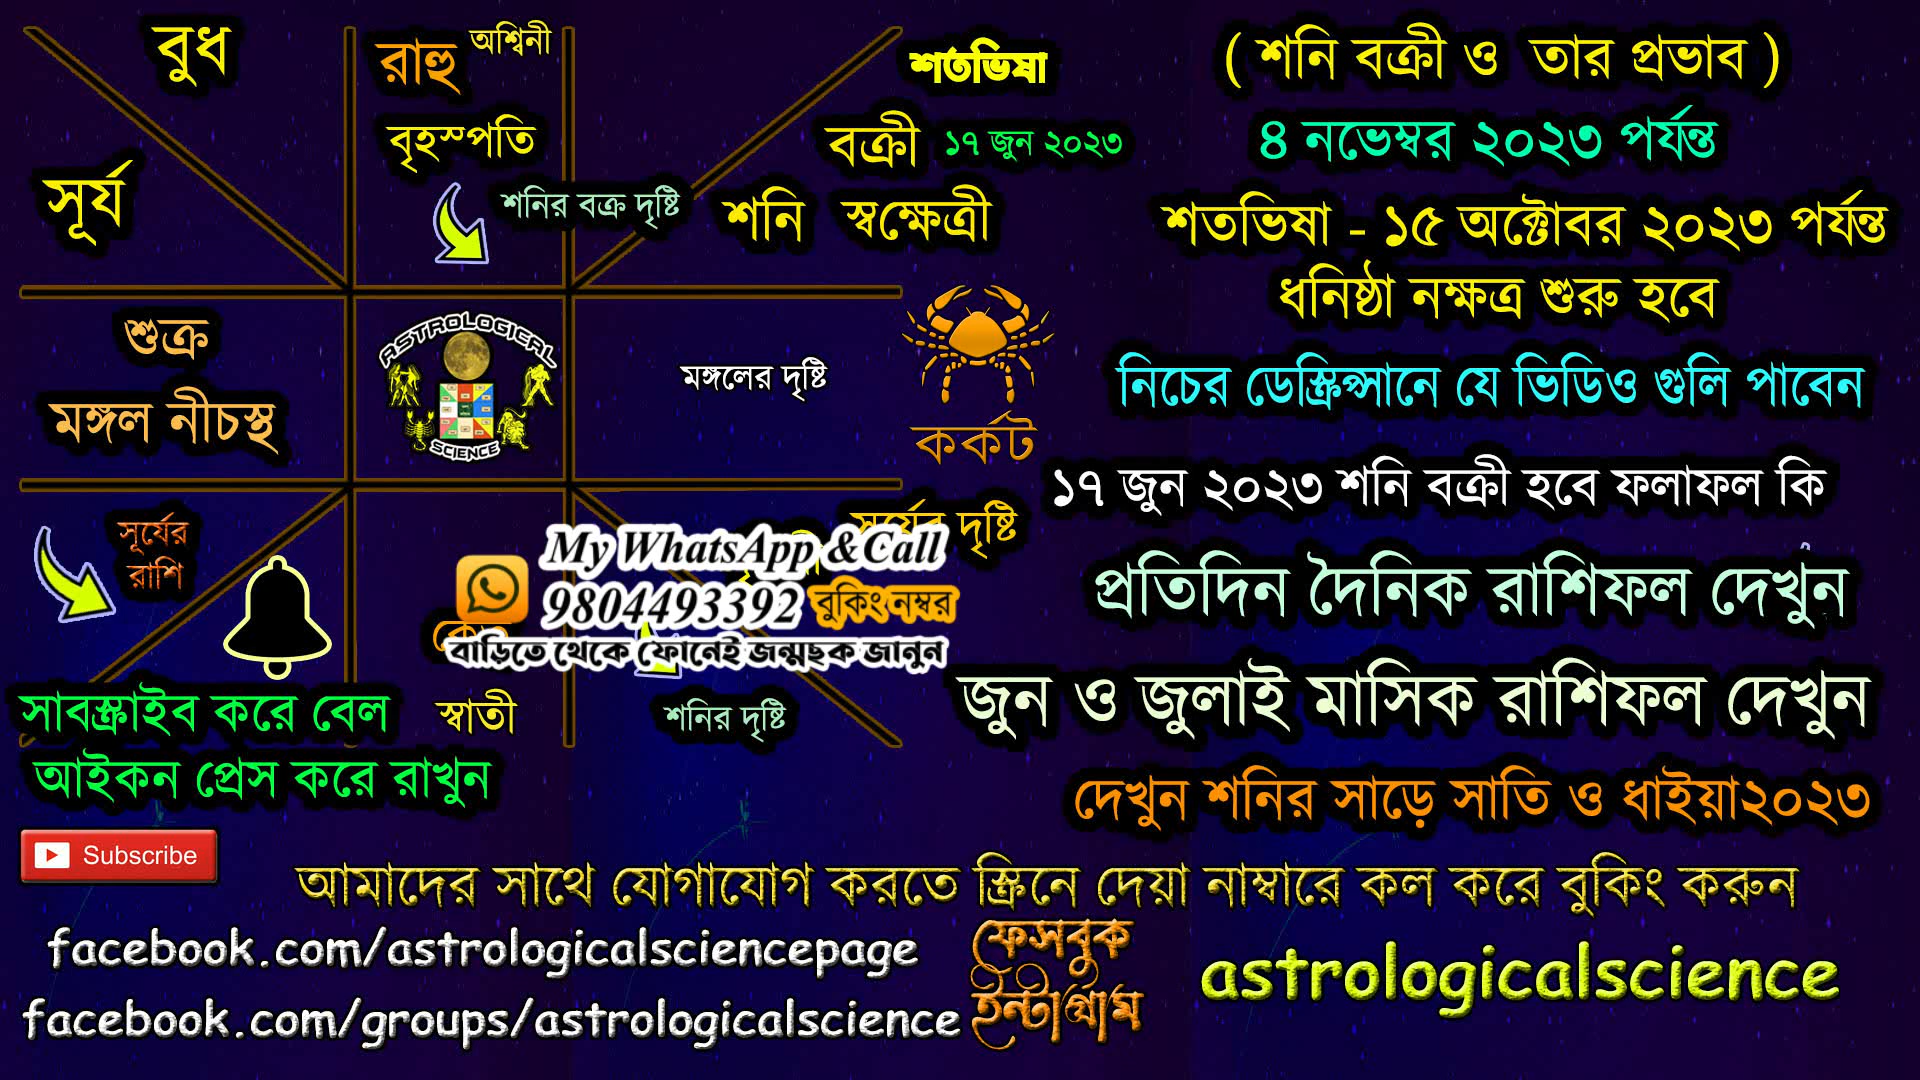 বুধ
রাহু অশ্বিনী
বৃহস্পতি
সূর্য
শনির বক্র দৃষ্টি
শতভিষা
বক্রী ১৭ জুন ২০২৩
শনি স্বক্ষেত্রী
শুক্র
মঙ্গল নীচস্থ
ASTROLOGICAL
SCIENCE
মঙ্গলের দৃষ্টি
কর্কট
সূর্যের দৃষ্টি
সূর্যের
রাশি
My WhatsApp & Call
9804493392 বুকিং নম্বর
বাড়িতে থেকে ফোনেই জন্মছক জানুন
স্বাতী
শনির দৃষ্টি
সাবস্ক্রাইব করে বেল
আইকন প্রেস করে রাখুন
( শনি বক্রী ও তার প্রভাব )
৪ নভেম্বর ২০২৩ পর্যন্ত
শতভিষা - ১৫ অক্টোবর ২০২৩ পর্যন্ত
ধনিষ্ঠা নক্ষত্র শুরু হবে
নিচের ডেস্ক্রিপ্সানে যে ভিডিও গুলি পাবেন
১৭ জুন ২০২৩ শনি বক্রী হবে ফলাফল কি
প্রতিদিন দৈনিক রাশিফল দেখুন
জুন ও জুলাই মাসিক রাশিফল দেখুন
দেখুন শনির সাড়ে সাতি ও ধাইয়া২০২৩
Subscribe
আমাদের সাথে যোগাযোগ করতে স্ক্রিনে দেয়া নাম্বারে কল করে বুকিং করুন
facebook.com/astrologicalsciencepage
facebook.com/groups/astrologicalscience
ফেসবুক
ইন্টাগ্রাম
astrologicalscience